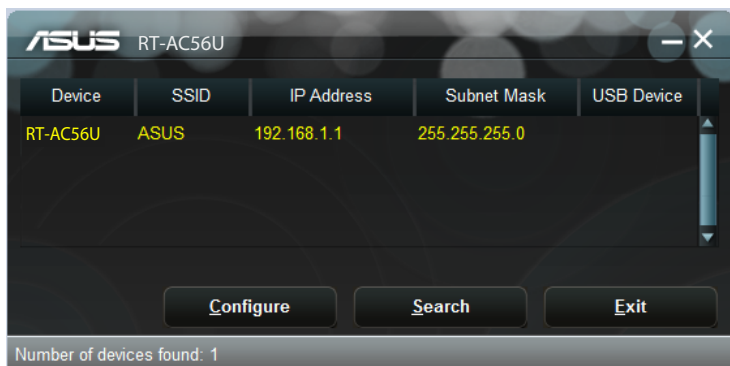 ASUS RT-AC56U
Device SSID IP Address Subnet Mask USB Device
RT-AC56U ASUS 192.168.1.1 255.255.255.0
Configure Search Exit
Number of devices found: 1